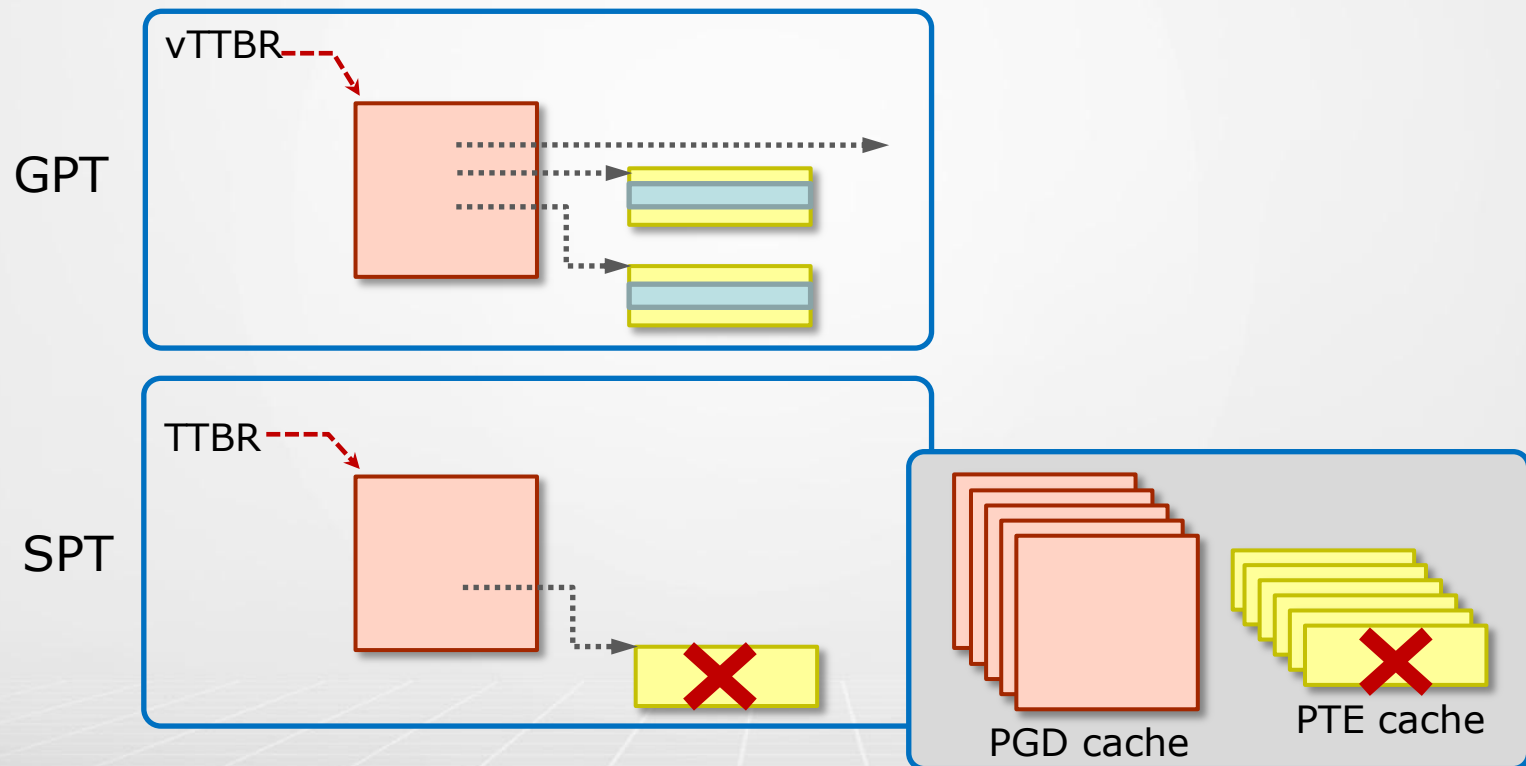 vTTBR
GPT
TTBR
SPT
PGD cache
PTE cache